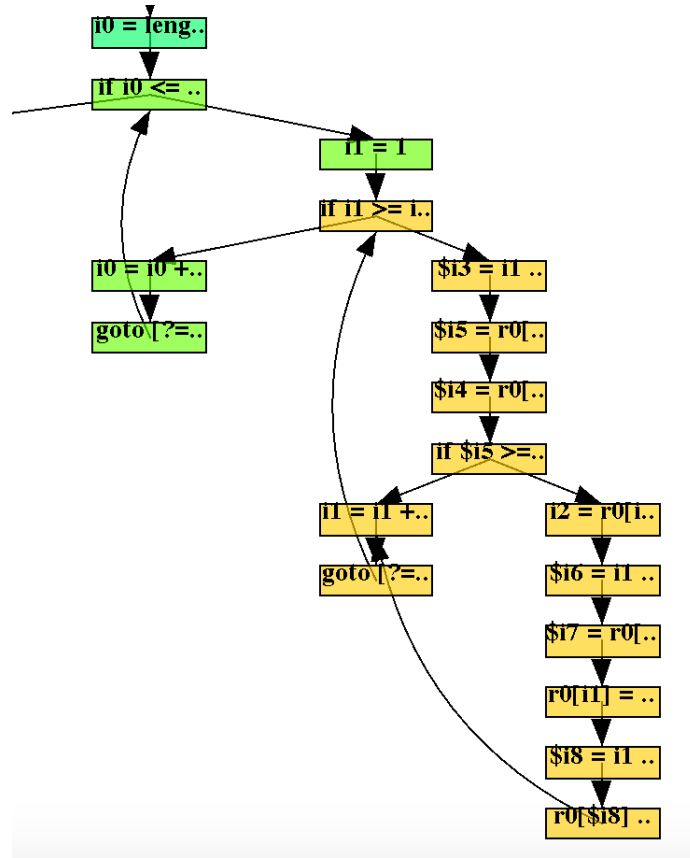 i0 = leng..
if i0 <= ..
i1 = 1
if i1 >= i..
i0 = i0 +..
$i3 = i1 ..
goto [?=..
$i5 = r0[..
$i4 = r0[..
if $i5 >=..
i1 = i1 +..
i2 = r0[i..
goto [?=..
$i6 = i1 ..
$i7 = r0[..
r0[i1] = ..
$i8 = i1 ..
r0[$i8] ..